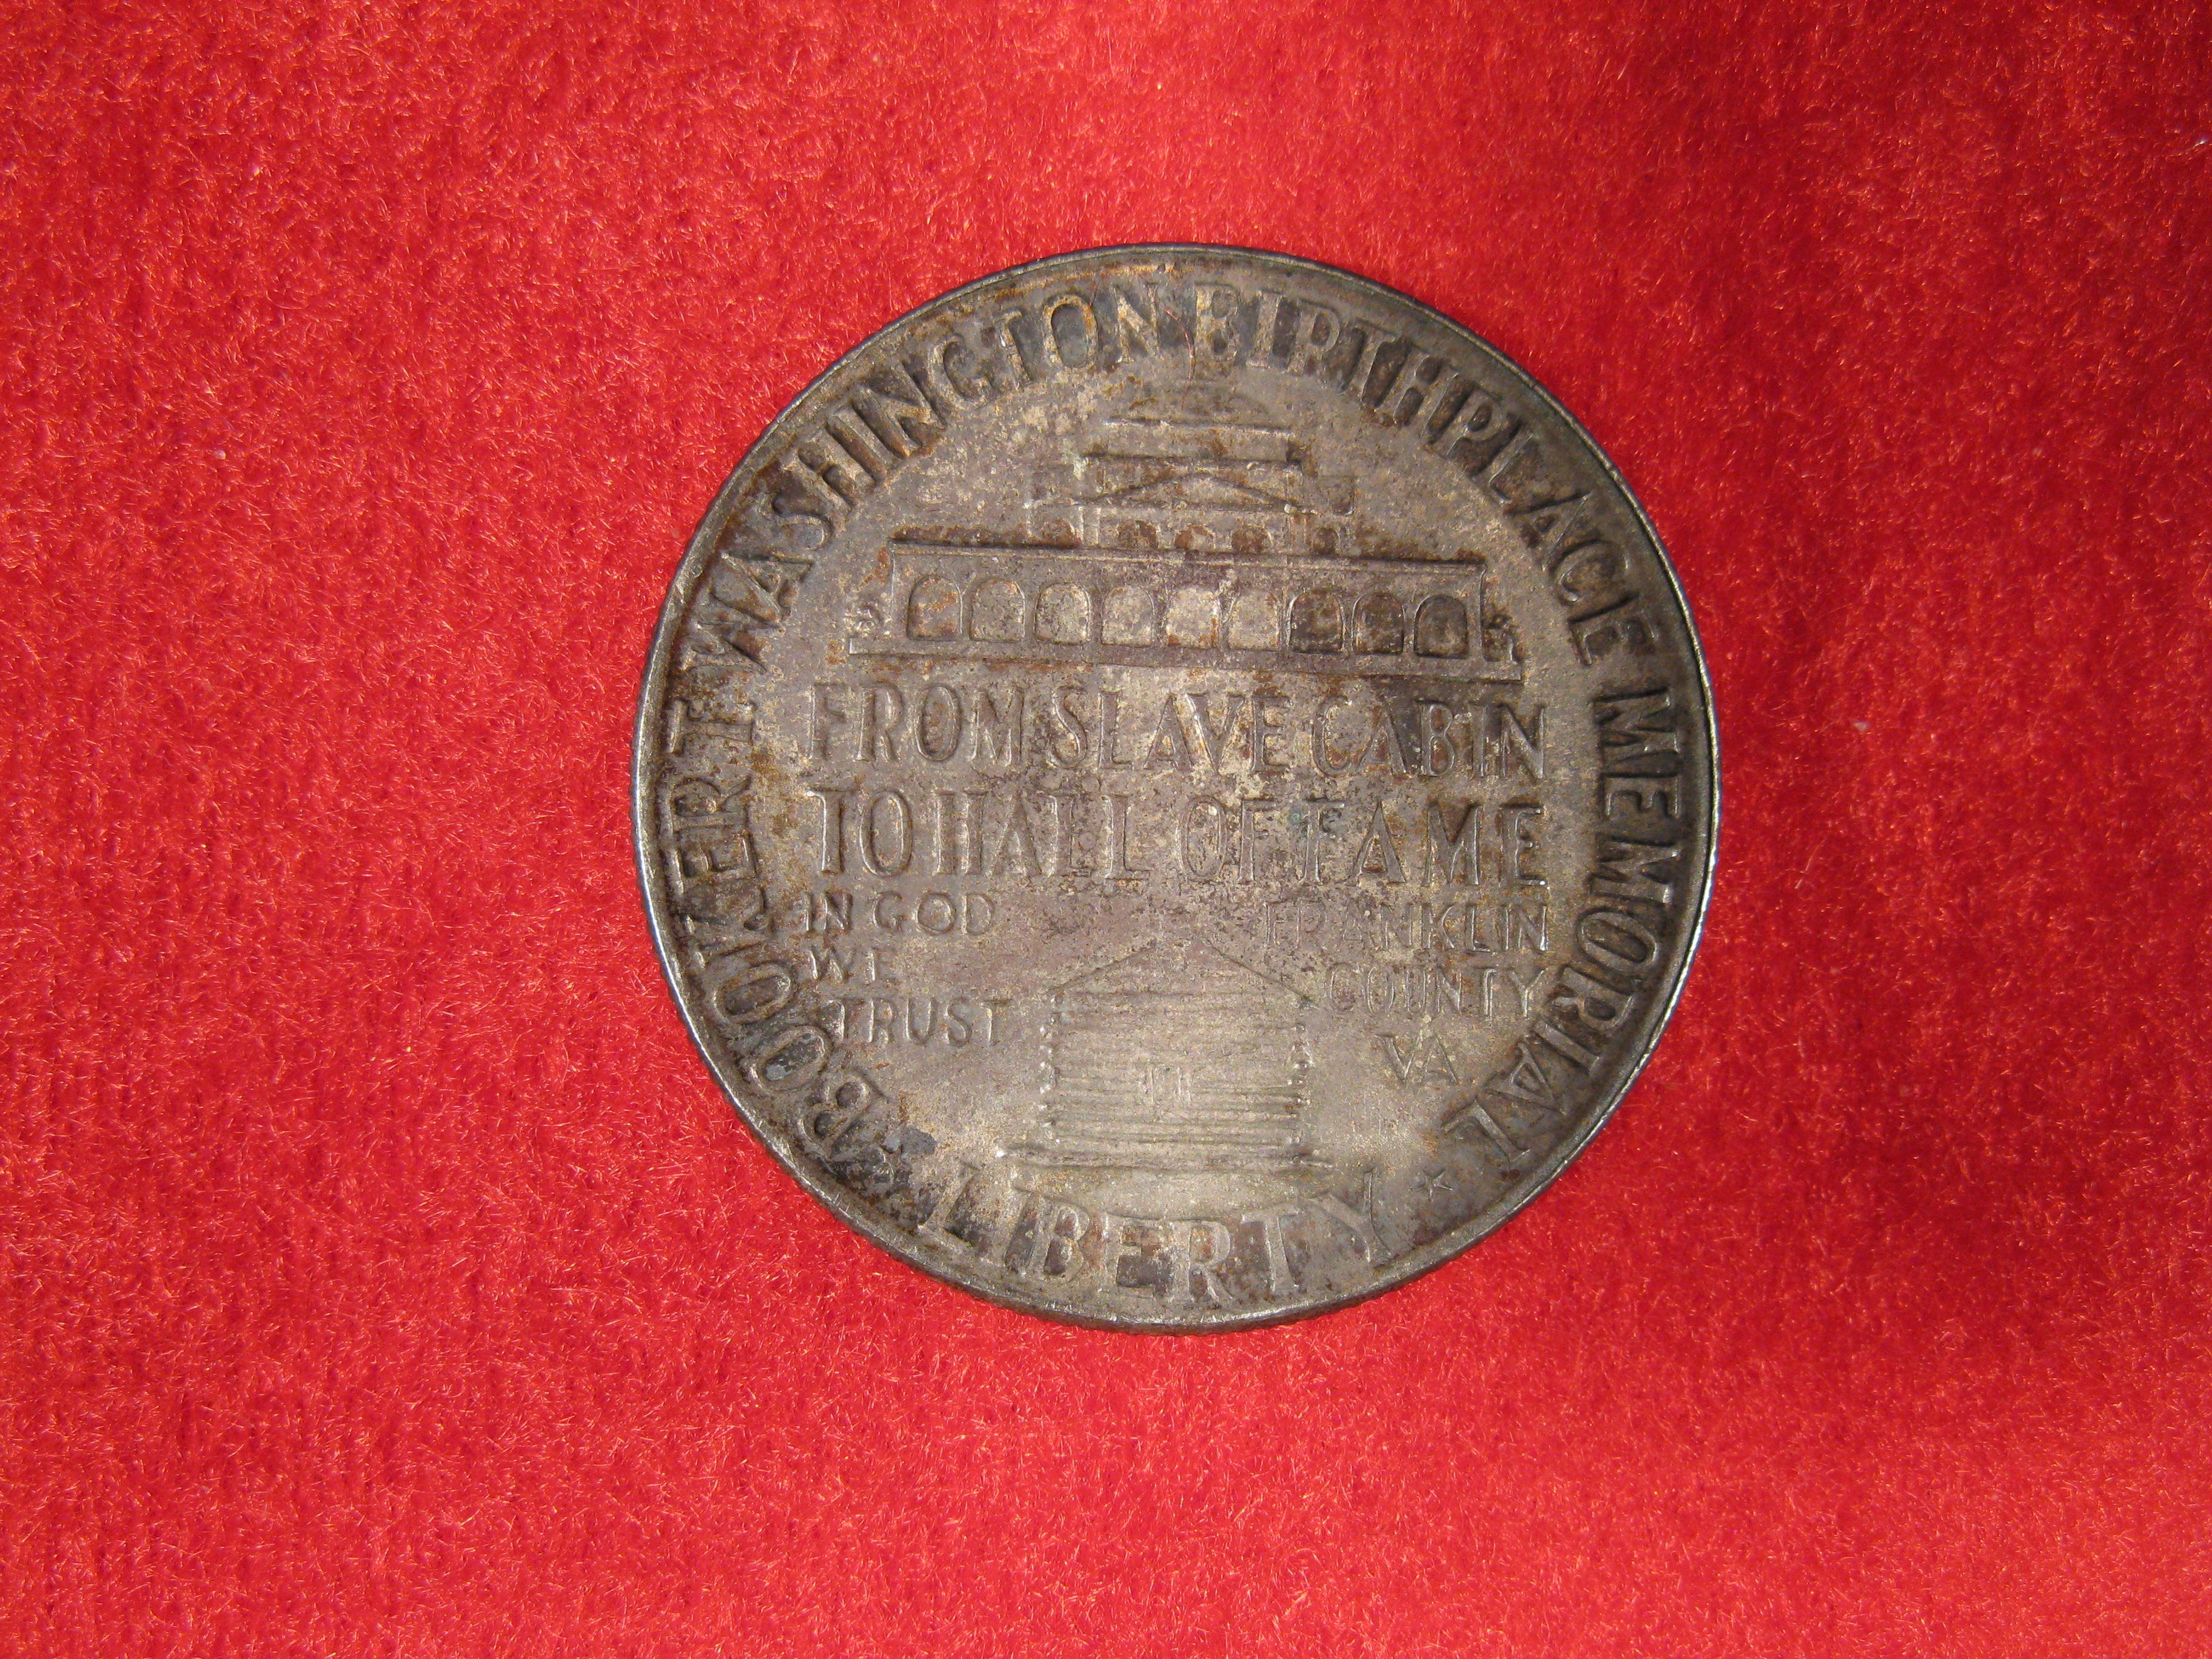 BOOKER T. WASHINGTON BIRTHPLACE MEMORIAL
FROM SLAVE CABIN
TO HALL OF FAME
IN GOD
WE
TRUST
FRANKLIN
COUNTY
VA
LIBERTY